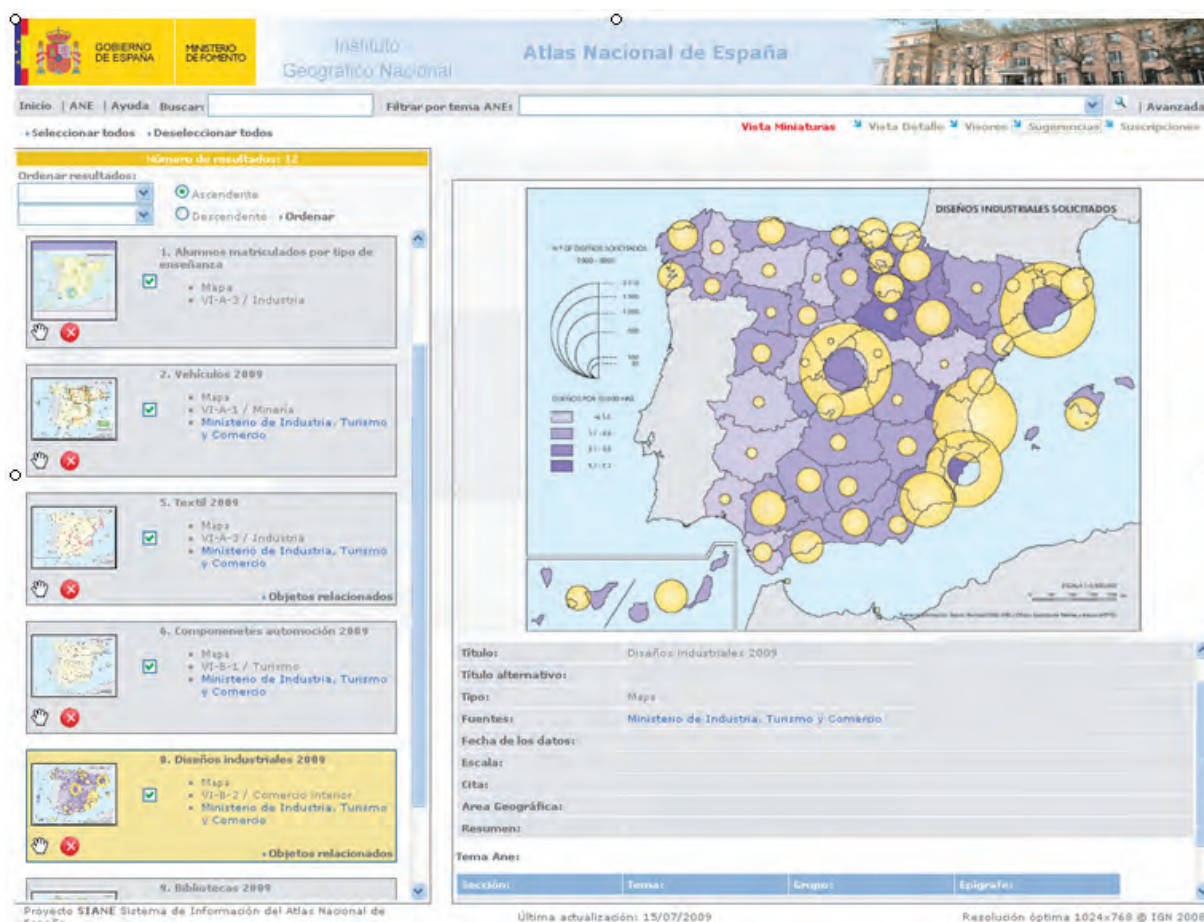 GOBIERNO
DE ESPAÑA
MINISTERIO
DE FOMENTO
Instituto
Geográfico Nacional
Atlas Nacional de España
Inicio | ANE | Ayuda Buscar:
Filtrar por tema ANE:
| Avanzada
Seleccionar todos Deseleccionar todos
Vista Miniaturas Vista Detalle Visores Sugerencias Suscripciones
Número de resultados: 12
Ordenar resultados:
Ascendente
Descendente Ordenar
1. Alumnos matriculados por tipo de
enseñanza
Mapa
VI-A-3 / Industria
2. Vehículos 2009
Mapa
VI-A-1 / Minería
Ministerio de Industria, Turismo
y Comercio
5. Textil 2009
Mapa
VI-A-3 / Industria
Ministerio de Industria, Turismo
y Comercio
Objetos relacionados
6. Componenetes automoción 2009
Mapa
VI-B-1 / Turismo
Ministerio de Industria, Turismo
y Comercio
8. Diseños industriales 2009
Mapa
VI-B-2 / Comercio Interior
Ministerio de Industria, Turismo
y Comercio
Objetos relacionados
9. Bibliotecas 2009
DISEÑOS INDUSTRIALES SOLICITADOS
Nº DE DISEÑOS SOLICITADOS
Título: Diseños industriales 2009
Título alternativo:
Tipo: Mapa
Fuentes: Ministerio de Industria, Turismo y Comercio
Fecha de los datos:
Escala:
Cita:
Area Geográfica:
Resumen:
Tema Ane:
Sección: Tema: Grupo: Epígrafe:
Proyecto SIANE Sistema de Información del Atlas Nacional de
España
Última actualización: 15/07/2009
Resolución óptima 1024x768 © IGN 2009